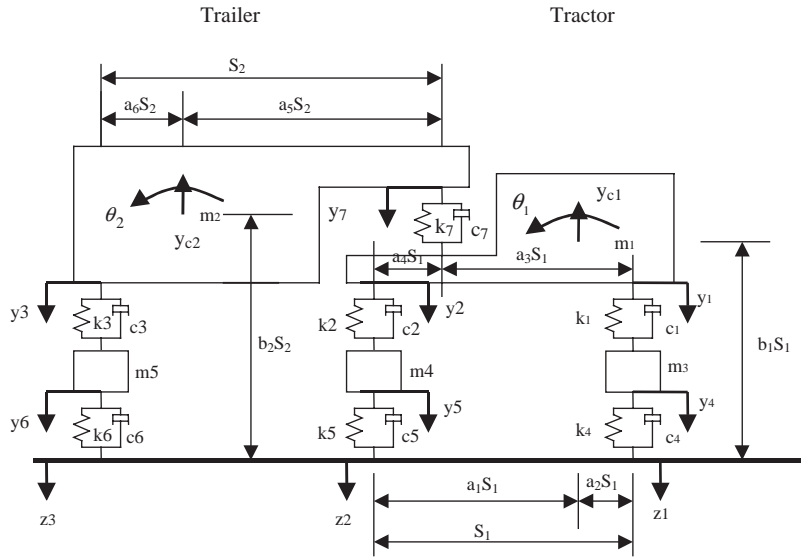 Trailer Tractor
S2
a6S2 a5S2
θ2 m2 yc2
y7 k7 c7
θ1 yc1 m1
a4S1 a3S1
y3 k3 c3
k2 c2 y2
k1 c1 y1
b2S2 b1S1
m5 m4 m3
y6 k6 c6
k5 c5 y5
k4 c4 y4
a1S1 a2S1
z3 z2 z1
S1